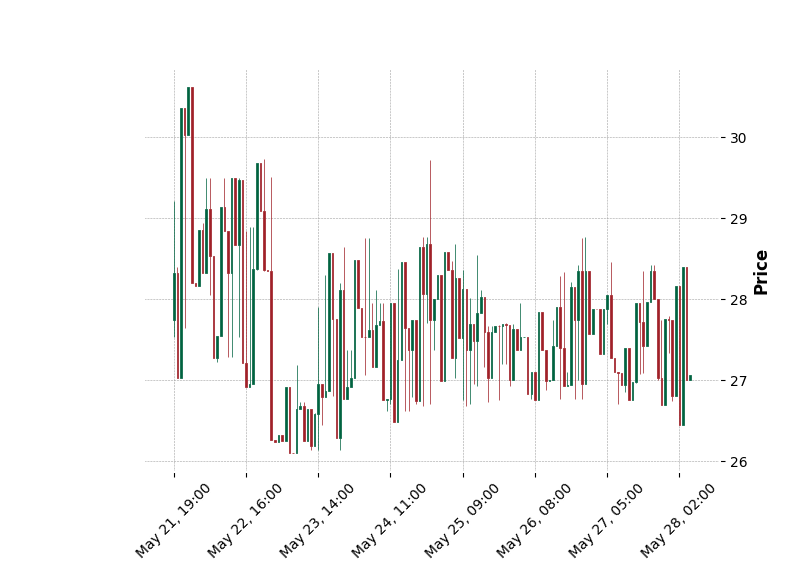 30
29
28
27
26
Price
May 21, 19:00
May 22, 16:00
May 23, 14:00
May 24, 11:00
May 25, 09:00
May 26, 08:00
May 27, 05:00
May 28, 02:00